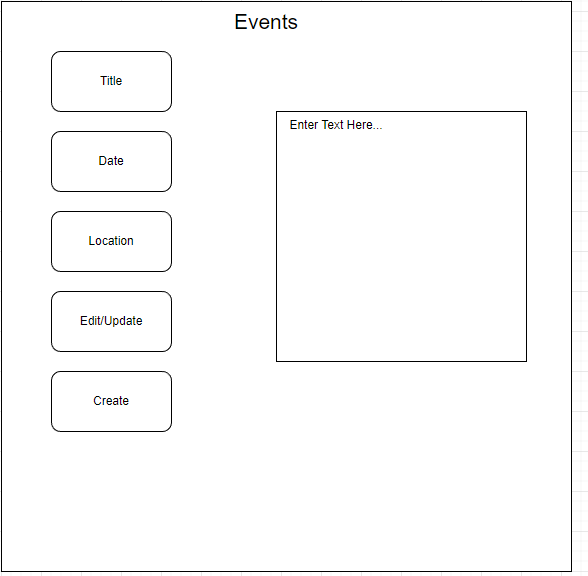 Events
Title
Date
Location
Edit/Update
Create
Enter Text Here...